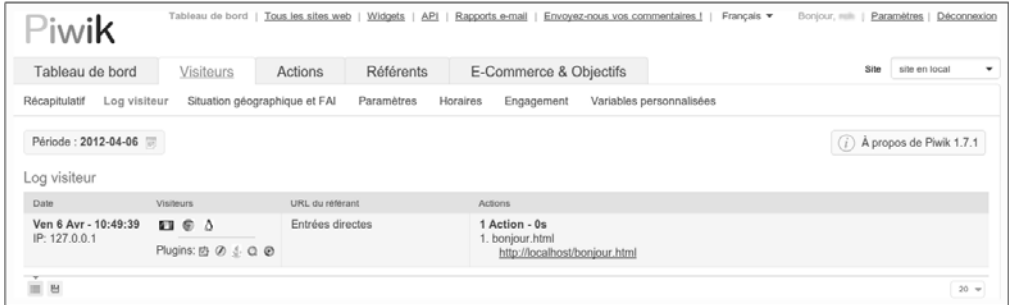 Piwik
Tableau de bord | Tous les sites web | Widgets | API | Rapports e-mail | Envoyez-nous vos commentaires ! | Français ▼ Bonjour, | Paramètres | Déconnexion
Tableau de bord Visiteurs Actions Référents E-Commerce & Objectifs Site site en local
Récapitulatif Log visiteur Situation géographique et FAI Paramètres Horaires Engagement Variables personnalisées
Période : 2012-04-06 À propos de Piwik 1.7.1
Log visiteur
Date Visiteurs URL du référant Actions
Ven 6 Avr - 10:49:39 Entrées directes 1 Action - 0s
IP: 127.0.0.1 1. bonjour.html
Plugins: http://localhost/bonjour.html
20